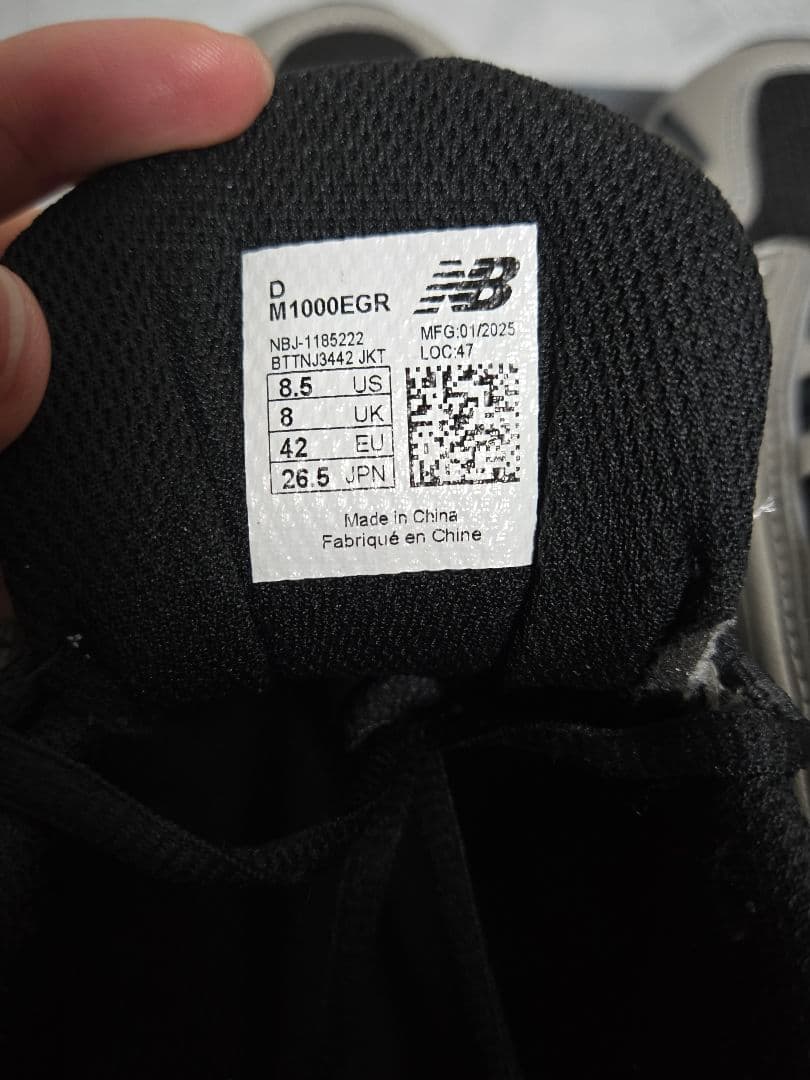 D
M1000EGR
NB
NBJ-1185222
MFG:01/2025
BTTNJ3442 JKT
LOC:47
8.5 US
8 UK
42 EU
26.5 JPN
Made in China
Fabriqué en Chine